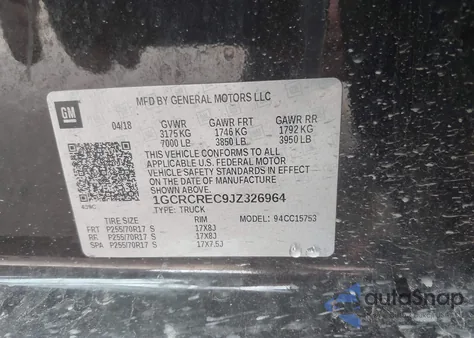 GM
MFD BY GENERAL MOTORS LLC
04/18 GVWR GAWR FRT GAWR RR
3175 KG 1746 KG 1792 KG
7000 LB 3850 LB 3950 LB
THIS VEHICLE CONFORMS TO ALL
APPLICABLE U.S. FEDERAL MOTOR
VEHICLE SAFETY STANDARDS IN EFFECT
ON THE DATE OF MANUFACTURE
SHOWN ABOVE.
1GCRCREC9JZ326964
TYPE: TRUCK
TIRE SIZE RIM MODEL: 94CC15753
FRT P255/70R17 S 17X8J
RR P255/70R17 S 17X8J
SPA P255/70R17 S 17X7.5J
autoSnap